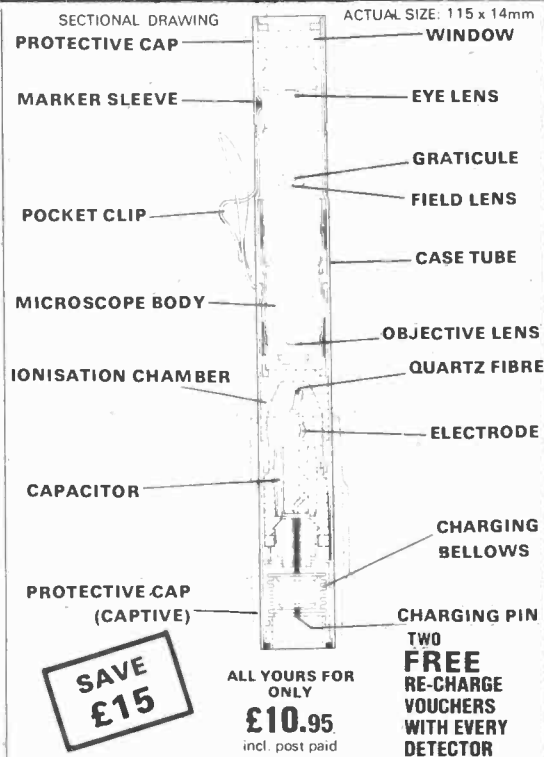 SECTIONAL DRAWING
ACTUAL SIZE: 115 x 14mm
PROTECTIVE CAP
WINDOW
MARKER SLEEVE
EYE LENS
GRATICULE
FIELD LENS
POCKET CLIP
CASE TUBE
MICROSCOPE BODY
OBJECTIVE LENS
IONISATION CHAMBER
QUARTZ FIBRE
ELECTRODE
CAPACITOR
CHARGING
BELLOWS
PROTECTIVE CAP
(CAPTIVE)
CHARGING PIN
SAVE
£15
ALL YOURS FOR
ONLY
£10.95
incl. post paid
TWO
FREE
RE-CHARGE
VOUCHERS
WITH EVERY
DETECTOR